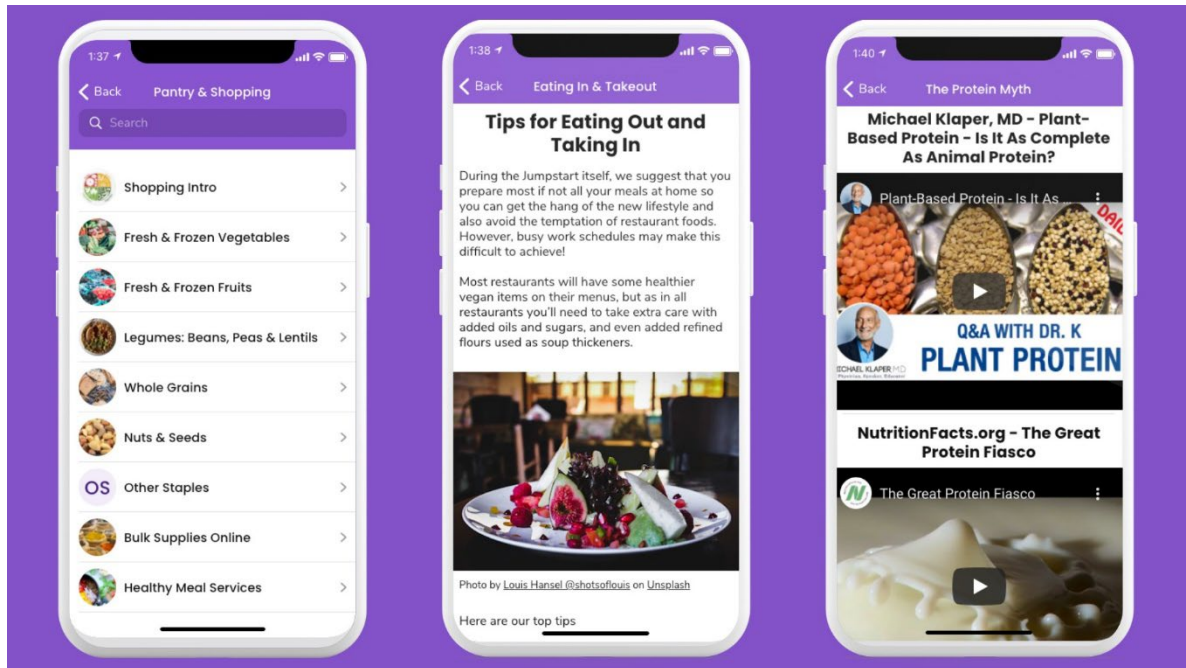 1:37
Back
Pantry & Shopping
Search
Shopping Intro
Fresh & Frozen Vegetables
Fresh & Frozen Fruits
Legumes: Beans, Peas & Lentils
Whole Grains
Nuts & Seeds
OS
Other Staples
Bulk Supplies Online
Healthy Meal Services
1:38
Back
Eating In & Takeout
Tips for Eating Out and
Taking In
During the Jumpstart itself, we suggest that you
prepare most if not all your meals at home so
you can get the hang of the new lifestyle and
also avoid the temptation of restaurant foods.
However, busy work schedules may make this
difficult to achieve!
Most restaurants will have some healthier
vegan items on their menus, but as in all
restaurants you'll need to take extra care with
added oils and sugars, and even added refined
flours used as soup thickeners.
Photo by Louis Hansel @shotsoflouis on Unsplash
Here are our top tips
1:40
Back
The Protein Myth
Michael Klaper, MD - Plant-
Based Protein - Is It As Complete
As Animal Protein?
Plant-Based Protein - Is It As ...
DAIL
Q&A WITH DR. K
PLANT PROTEIN
ICHAEL KLAPER MD
NutritionFacts.org - The Great
Protein Fiasco
The Great Protein Fiasco